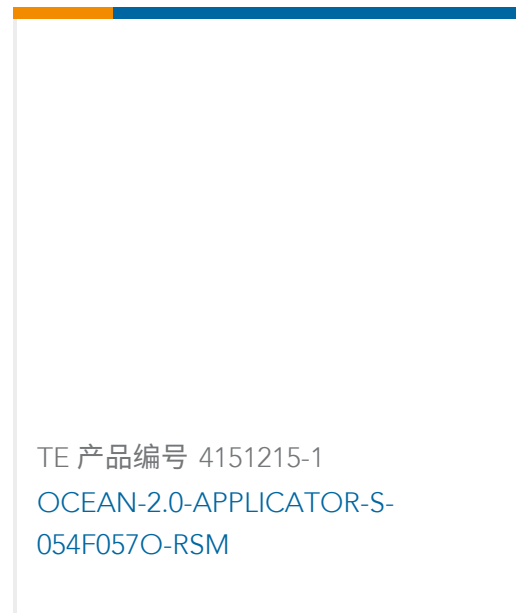 TE 产品编号 4151215-1
OCEAN-2.0-APPLICATOR-S-
054F057O-RSM